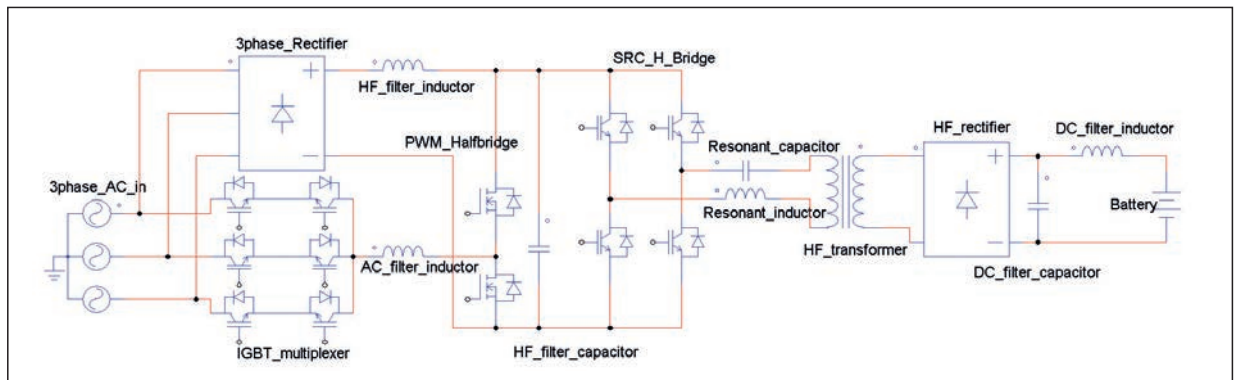 3phase_Rectifier
HF_filter_inductor
SRC_H_Bridge
PWM_Halfbridge
HF_rectifier
DC_filter_inductor
Resonant_capacitor
3phase_AC_in
Resonant_inductor
Battery
AC_filter_inductor
HF_transformer
DC_filter_capacitor
IGBT_multiplexer
HF_filter_capacitor